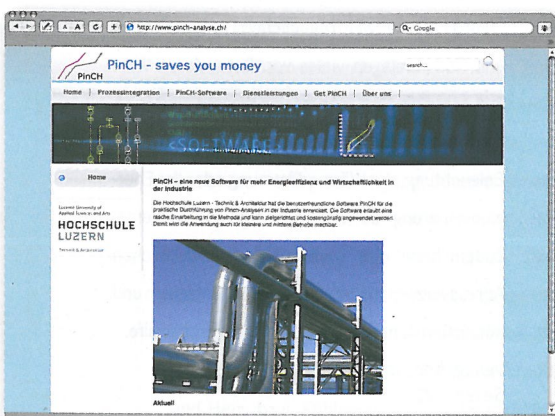 http://www.pinch-analyse.ch/
Google
PinCH
PinCH - saves you money
search...
Home | Prozessintegration | PinCH-Software | Dienstleistungen | Get PinCH | Über uns |
SOFTWARE
Home
Lucerne University of
Applied Sciences and Arts
HOCHSCHULE
LUZERN
Technik & Architektur
PinCH – eine neue Software für mehr Energieeffizienz und Wirtschaftlichkeit in
der Industrie
Die Hochschule Luzern - Technik & Architektur hat die benutzerfreundliche Software PinCH für die
praktische Durchführung von Pinch-Analysen in der Industrie entwickelt. Die Software erlaubt eine
rasche Einarbeitung in die Methode und kann zielgerichtet und kostengünstig angewendet werden.
Damit wird die Anwendung auch für kleinere und mittlere Betriebe machbar.
Aktuell